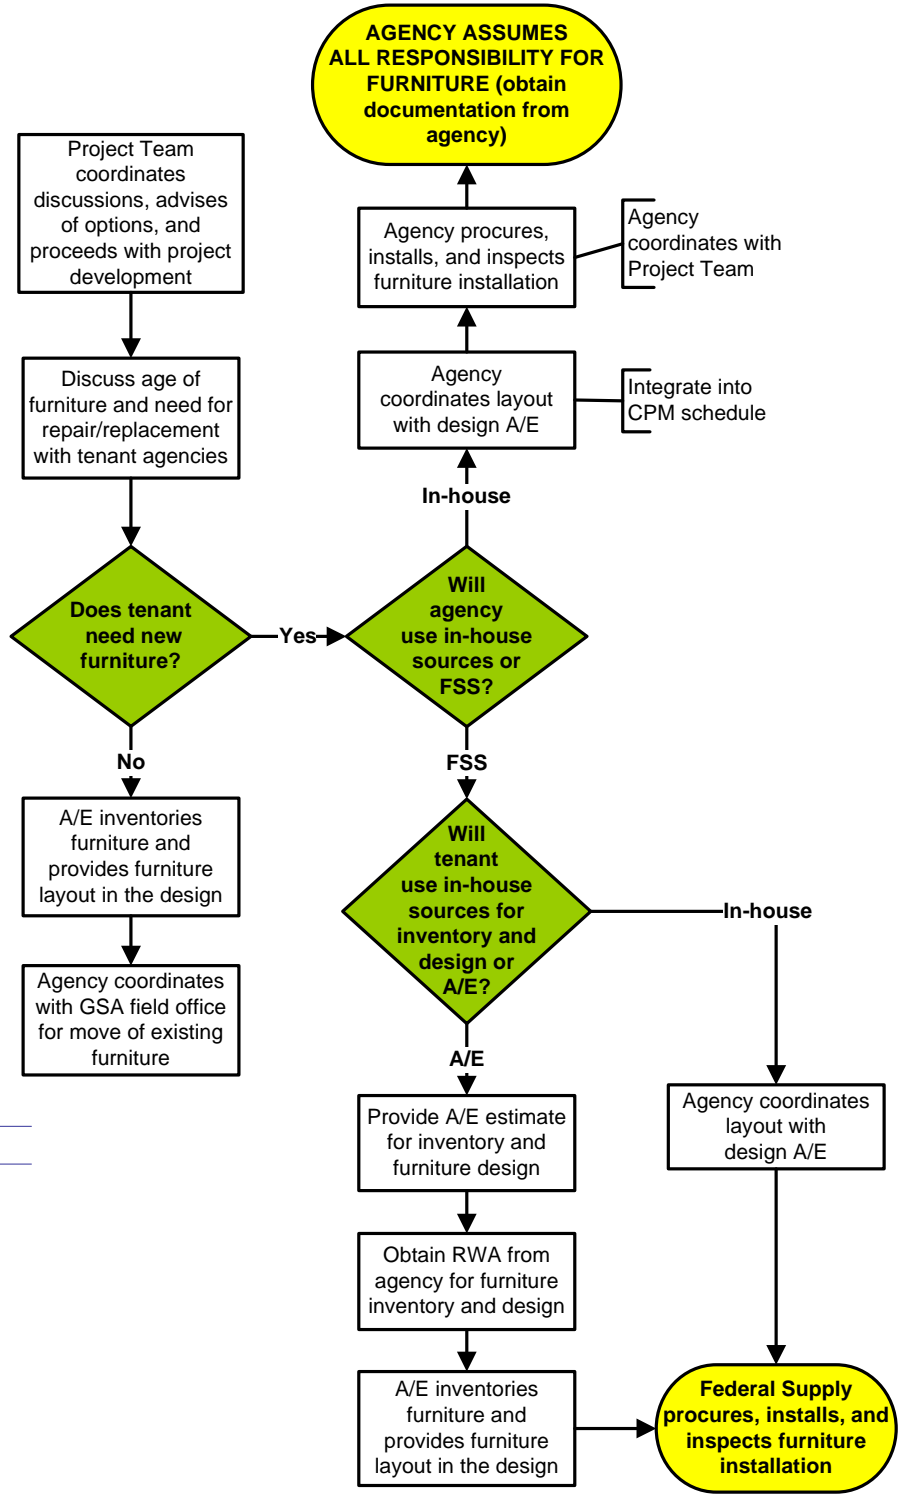 AGENCY ASSUMES
ALL RESPONSIBILITY FOR
FURNITURE (obtain
documentation from
agency)
Project Team
coordinates
discussions, advises
of options, and
proceeds with project
development
Agency procures,
installs, and inspects
furniture installation
Agency
coordinates with
Project Team
Discuss age of
furniture and need for
repair/replacement
with tenant agencies
Agency
coordinates layout
with design A/E
Integrate into
CPM schedule
In-house
Does tenant
need new
furniture?
Yes
Will
agency
use in-house
sources or
FSS?
No
FSS
A/E inventories
furniture and
provides furniture
layout in the design
Will
tenant
use in-house
sources for
inventory and
design or
A/E?
In-house
Agency coordinates
with GSA field office
for move of existing
furniture
A/E
Provide A/E estimate
for inventory and
furniture design
Agency coordinates
layout with
design A/E
Obtain RWA from
agency for furniture
inventory and design
A/E inventories
furniture and
provides furniture
layout in the design
Federal Supply
procures, installs, and
inspects furniture
installation